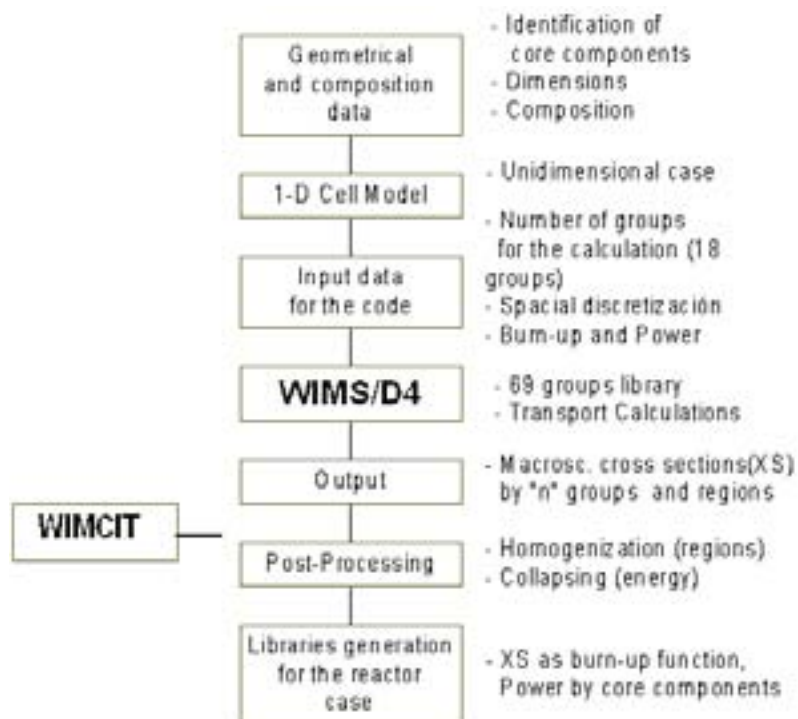 Geometrical
and composition
data
- Identification of
core components
- Dimensions
- Composition
1-D Cell Model
- Unidimensional case
Input data
for the code
- Number of groups
for the calculation (18
groups)
- Spacial discretización
- Burn-up and Power
WIMS/D4
- 69 groups library
- Transport Calculations
Output
- Macrosc. cross sections(XS)
by "n" groups and regions
WIMCIT
Post-Processing
- Homogenization (regions)
- Collapsing (energy)
Libraries generation
for the reactor
case
- XS as burn-up function,
Power by core components